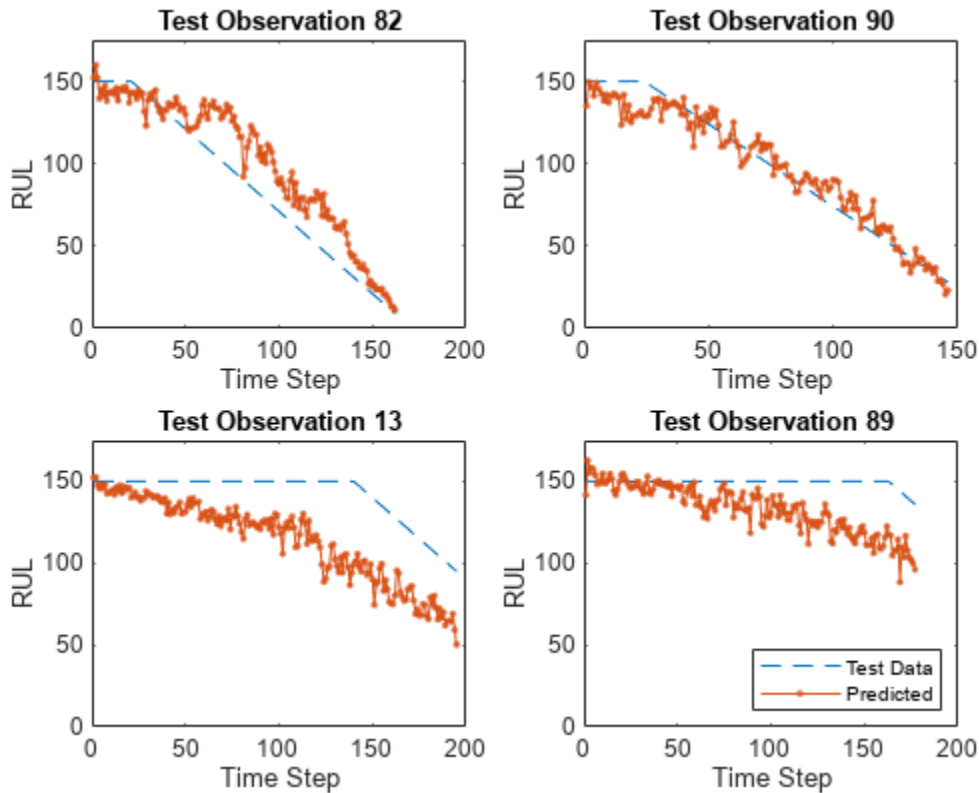 Test Observation 82
150
100
50
0
RUL
0 50 100 150 200
Time Step
Test Observation 90
150
100
50
0
RUL
0 50 100 150
Time Step
Test Observation 13
150
100
50
0
RUL
0 50 100 150 200
Time Step
Test Observation 89
150
100
50
0
RUL
0 50 100 150 200
Time Step
Test Data
Predicted